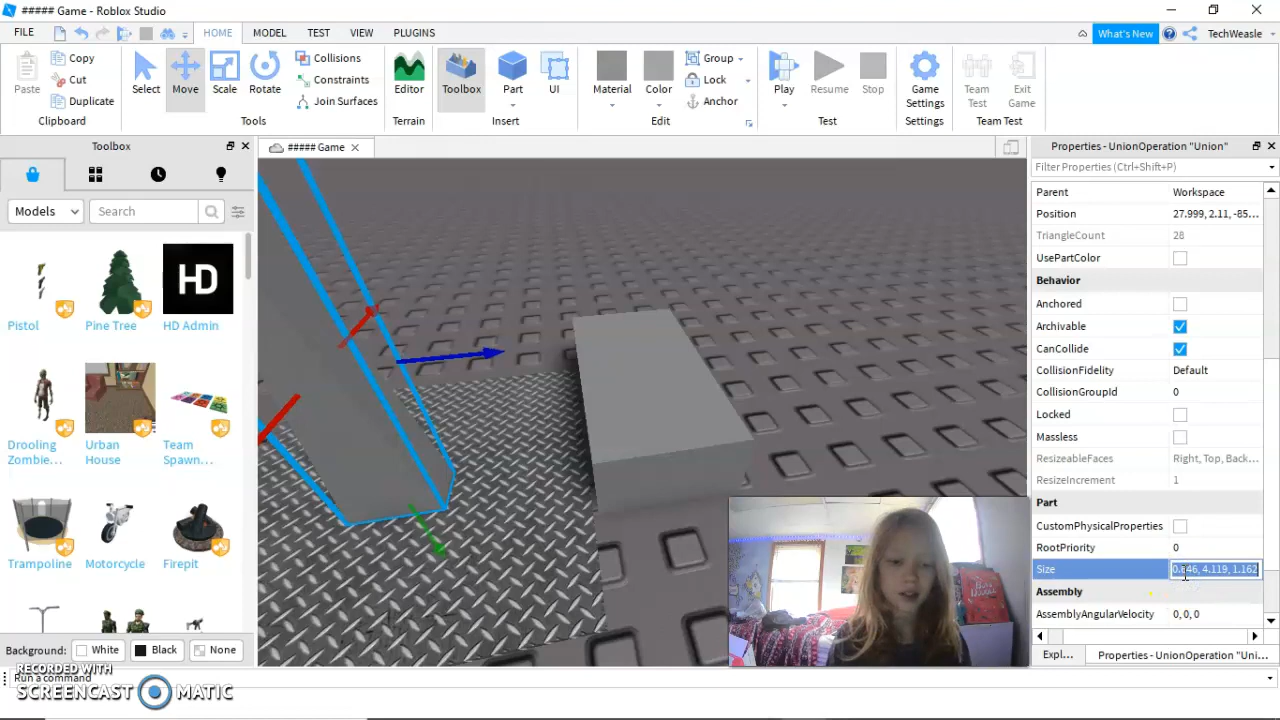 ##### Game - Roblox Studio
FILE HOME MODEL TEST VIEW PLUGINS What's New TechWeasle
Paste Copy Cut Duplicate Select Move Scale Rotate Collisions Constraints Join Surfaces Editor Toolbox Part UI Material Color Group Lock Anchor Play Resume Stop Game Settings Team Test Exit Game
Clipboard Tools Terrain Insert Edit Test Settings Team Test
Toolbox
Models Search
Pistol Pine Tree HD Admin
HD
Drooling Zombie... Urban House Team Spawn...
Trampoline Motorcycle Firepit
Background: White Black None
##### Game
Properties - UnionOperation "Union"
Filter Properties (Ctrl+Shift+P)
Parent Workspace
Position 27.999, 2.11, -85...
TriangleCount 28
UsePartColor
Behavior
Anchored
Archivable
CanCollide
CollisionFidelity Default
CollisionGroupId 0
Locked
Massless
ResizeableFaces Right, Top, Back...
ResizeIncrement 1
Part
CustomPhysicalProperties
RootPriority 0
Size 4.119, 1.162
Assembly
AssemblyAngularVelocity 0, 0, 0
Expl... Properties - UnionOperation "Uni...
Run a command
RECORDED WITH
SCREENCAST MATIC